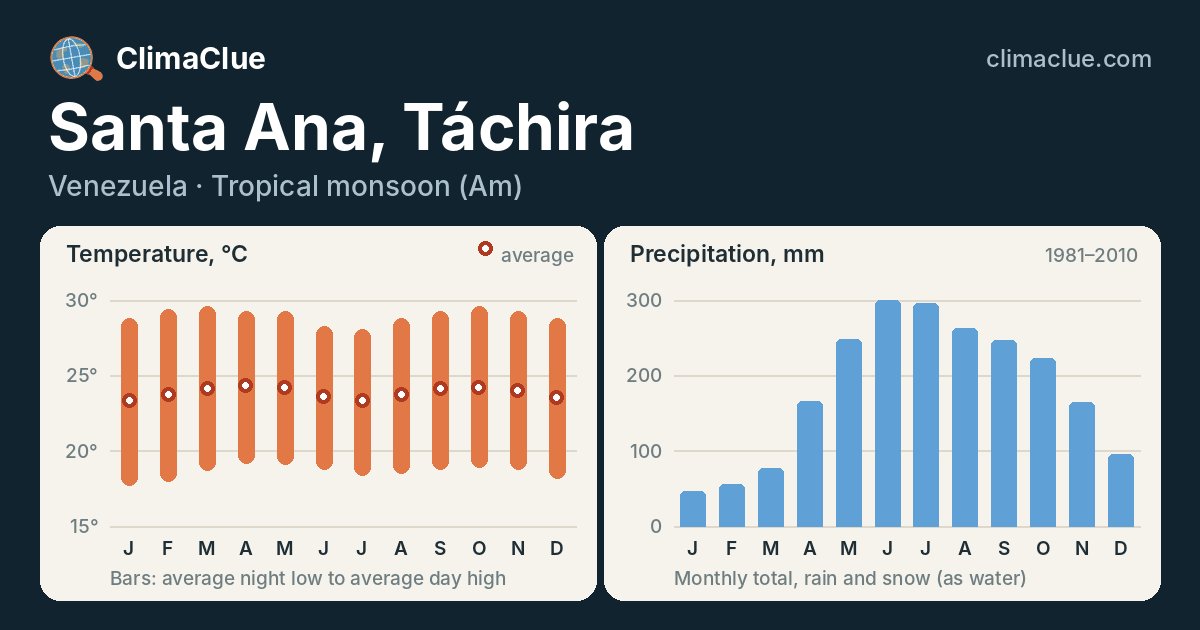 ClimaClue
climaclue.com
Santa Ana, Táchira
Venezuela · Tropical monsoon (Am)
Temperature, °C
average
30°
25°
20°
15°
J F M A M J J A S O N D
Bars: average night low to average day high
Precipitation, mm
1981–2010
300
200
100
0
J F M A M J J A S O N D
Monthly total, rain and snow (as water)